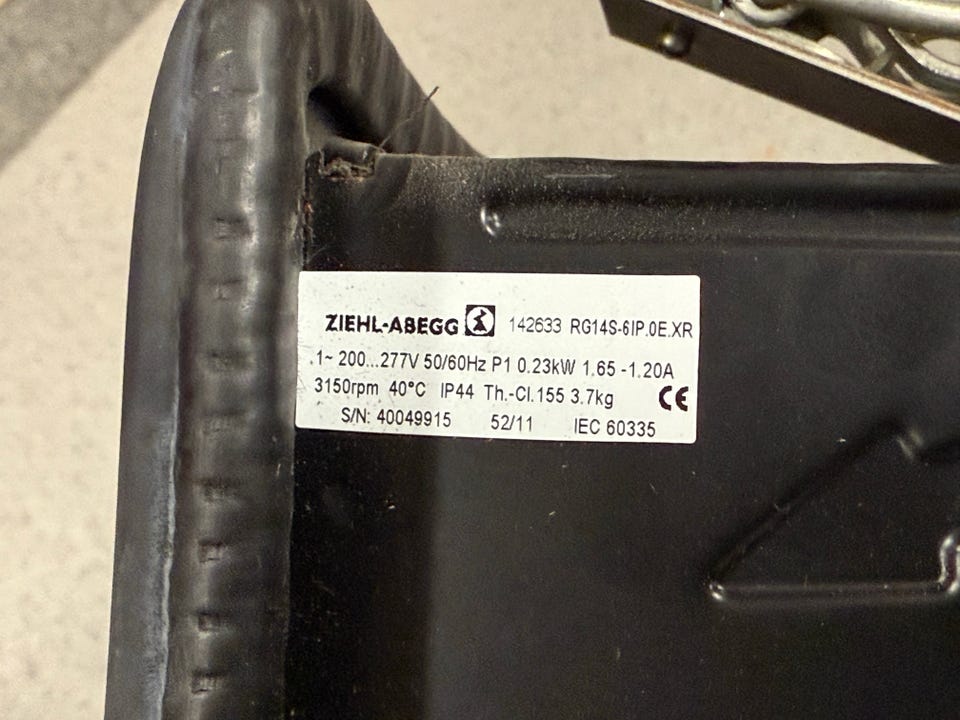 ZIEHL-ABEGG 142633 RG14S-6IP.0E.XR
1~ 200...277V 50/60Hz P1 0.23kW 1.65 -1.20A
3150rpm 40°C IP44 Th.-Cl.155 3.7kg CE
S/N: 40049915 52/11 IEC 60335